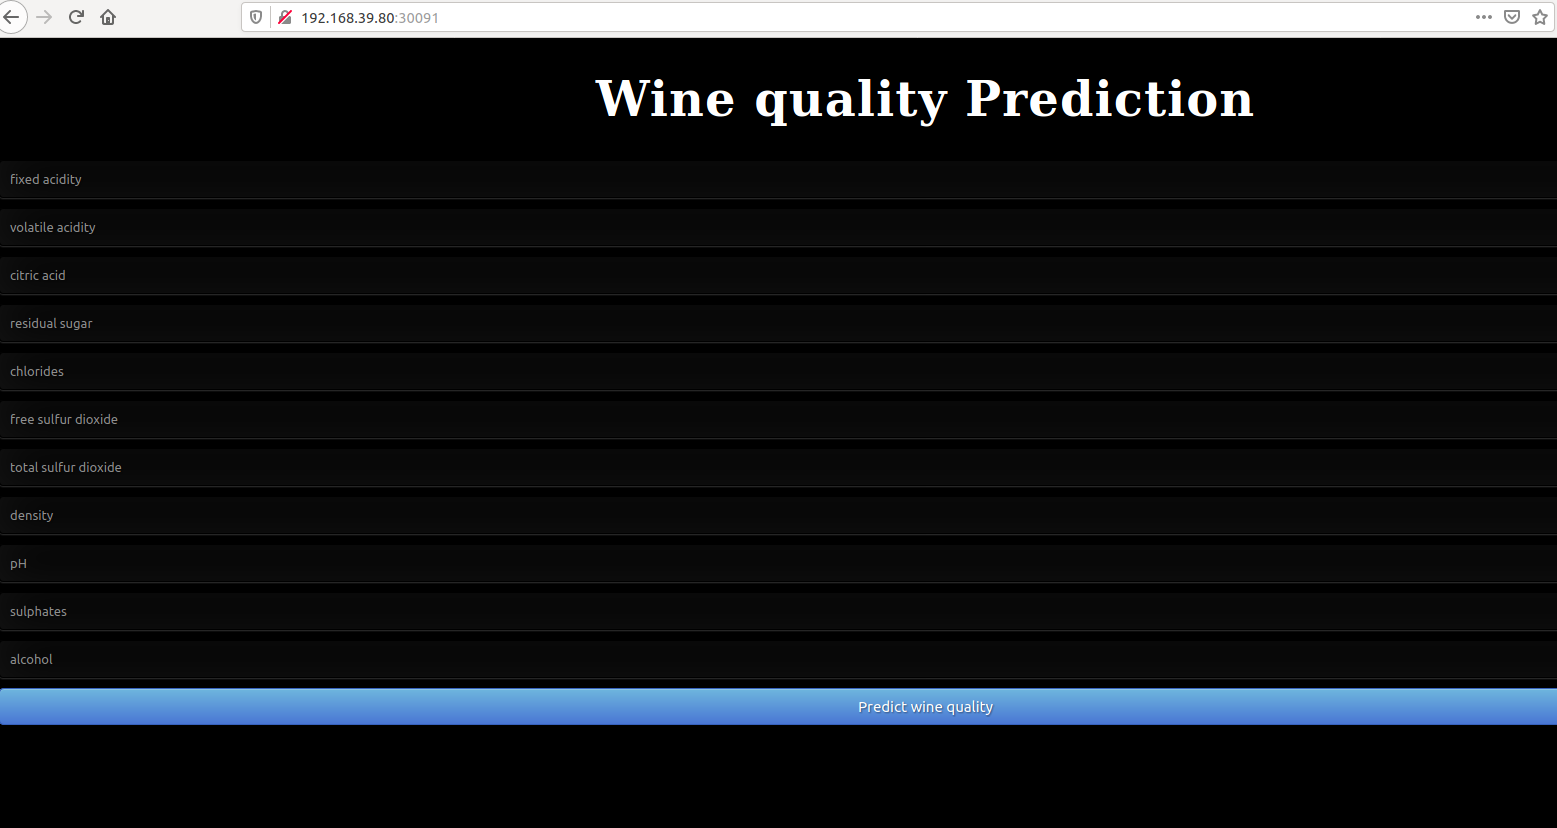 192.168.39.80:30091
Wine quality Prediction
fixed acidity
volatile acidity
citric acid
residual sugar
chlorides
free sulfur dioxide
total sulfur dioxide
density
pH
sulphates
alcohol
Predict wine quality